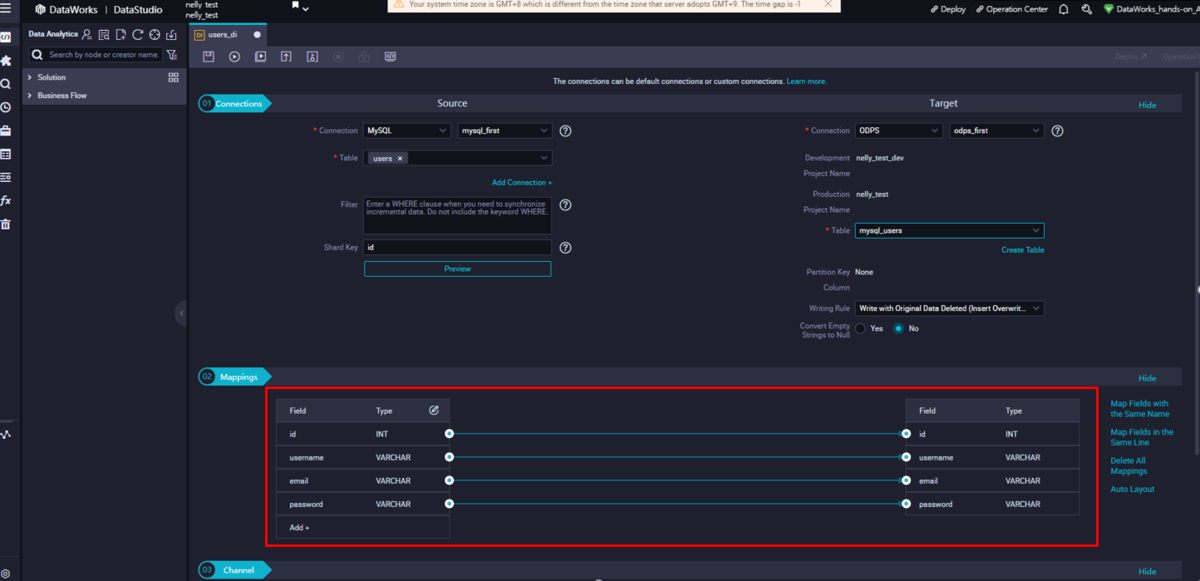 DataWorks | DataStudio
nelly_test
nelly_test
Your system time zone is GMT+8 which is different from the time zone that server adopts GMT+9. The time gap is -1
Deploy
Operation Center
DataWorks_hands-on_A
Data Analytics
Search by node or creator name.
Solution
Business Flow
Di users_di
Deploy
Operation
The connections can be default connections or custom connections. Learn more.
01 Connections
Source
Target
Hide
* Connection MySQL mysql_first
* Table users ×
Add Connection +
Filter Enter a WHERE clause when you need to synchronize
incremental data. Do not include the keyword WHERE.
Shard Key id
Preview
* Connection ODPS odps_first
Development nelly_test_dev
Project Name
Production nelly_test
Project Name
* Table mysql_users
Create Table
Partition Key None
Column
Writing Rule Write with Original Data Deleted (Insert Overwrit...
Convert Empty Yes No
Strings to Null
02 Mappings
Hide
Field Type Field Type
id INT id INT
username VARCHAR username VARCHAR
email VARCHAR email VARCHAR
password VARCHAR password VARCHAR
Add +
Map Fields with
the Same Name
Map Fields in the
Same Line
Delete All
Mappings
Auto Layout
03 Channel
Hide